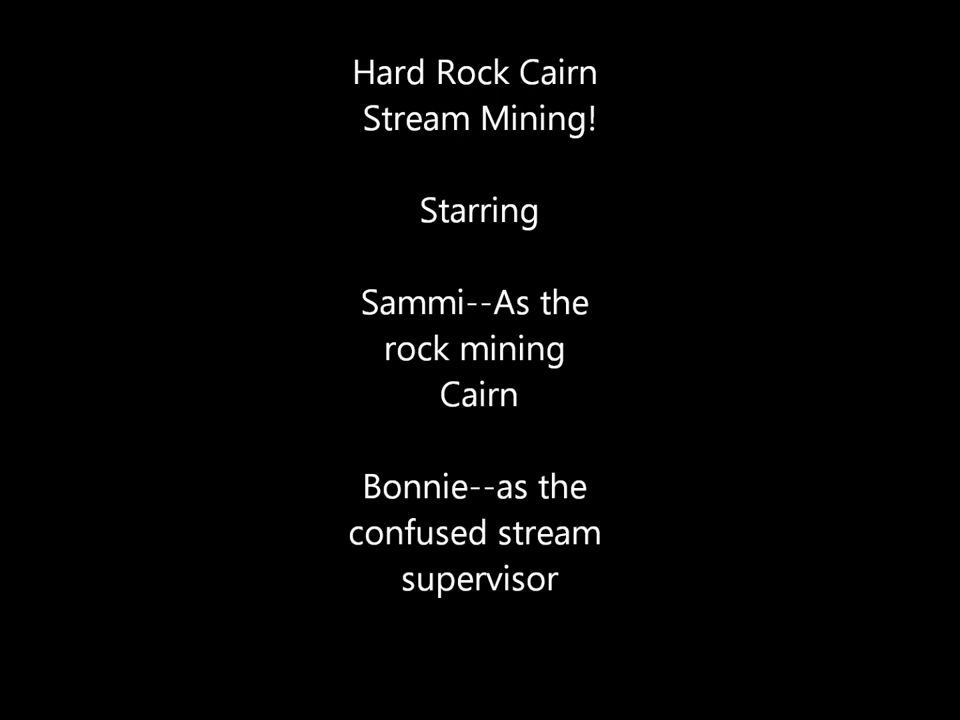 Hard Rock Cairn
Stream Mining!
Starring
Sammi--As the
rock mining
Cairn
Bonnie--as the
confused stream
supervisor